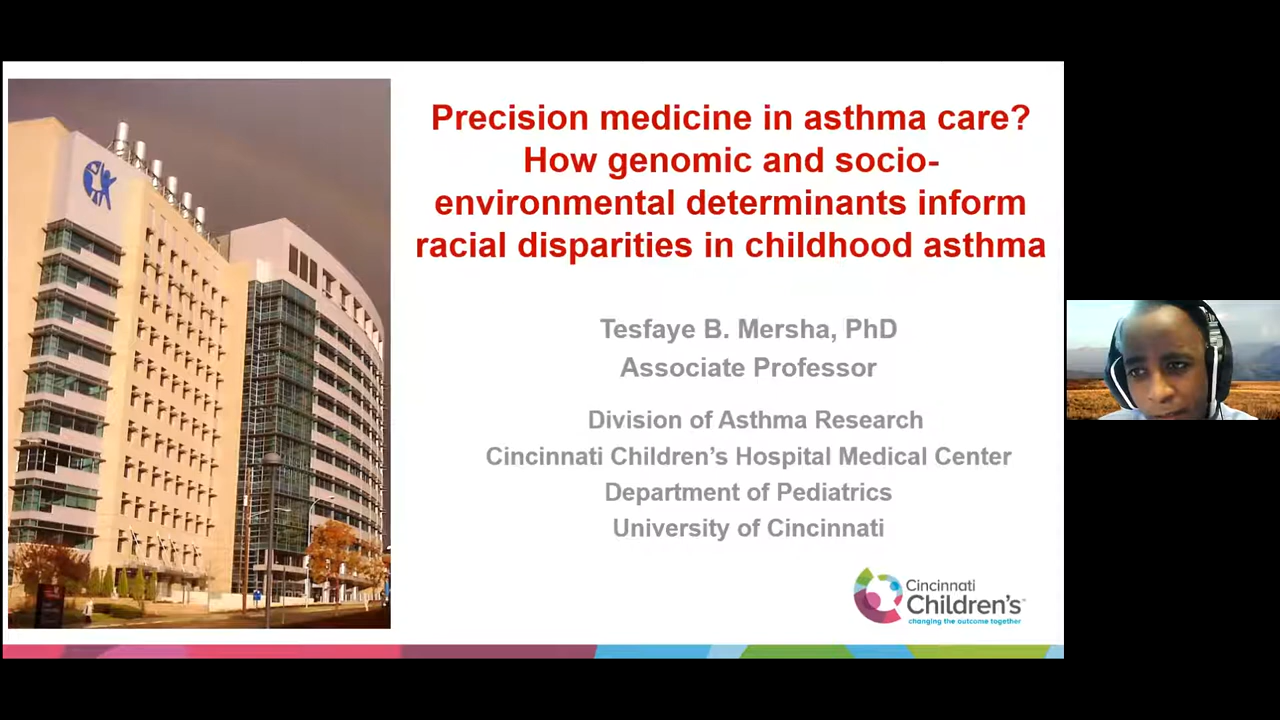 Precision medicine in asthma care?
How genomic and socio-
environmental determinants inform
racial disparities in childhood asthma
Tesfaye B. Mersha, PhD
Associate Professor
Division of Asthma Research
Cincinnati Children’s Hospital Medical Center
Department of Pediatrics
University of Cincinnati
Cincinnati
Children's™
changing the outcome together